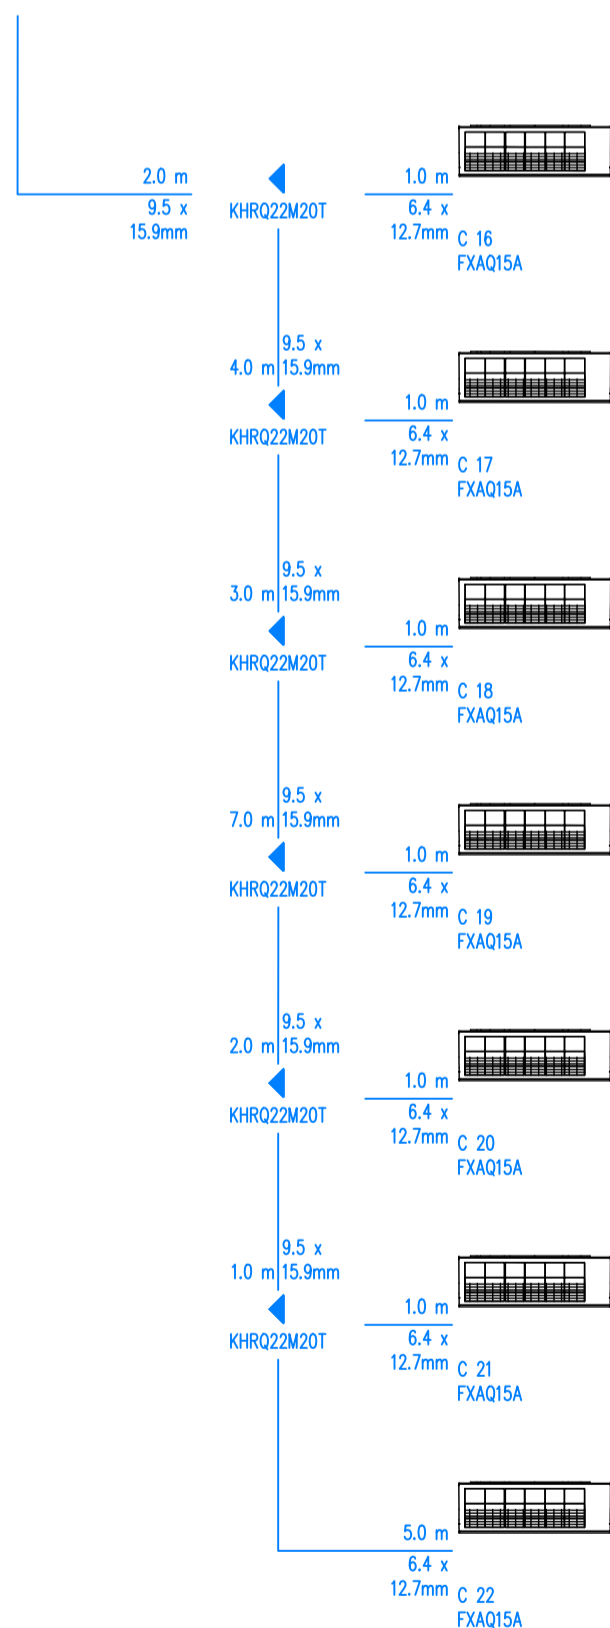 2.0 m
9.5 x
15.9mm
KHRQ22M20T
1.0 m
6.4 x
12.7mm
C 16
FXAQ15A
9.5 x
4.0 m 15.9mm
KHRQ22M20T
1.0 m
6.4 x
12.7mm
C 17
FXAQ15A
9.5 x
3.0 m 15.9mm
KHRQ22M20T
1.0 m
6.4 x
12.7mm
C 18
FXAQ15A
9.5 x
7.0 m 15.9mm
KHRQ22M20T
1.0 m
6.4 x
12.7mm
C 19
FXAQ15A
9.5 x
2.0 m 15.9mm
KHRQ22M20T
1.0 m
6.4 x
12.7mm
C 20
FXAQ15A
9.5 x
1.0 m 15.9mm
KHRQ22M20T
1.0 m
6.4 x
12.7mm
C 21
FXAQ15A
5.0 m
6.4 x
12.7mm
C 22
FXAQ15A